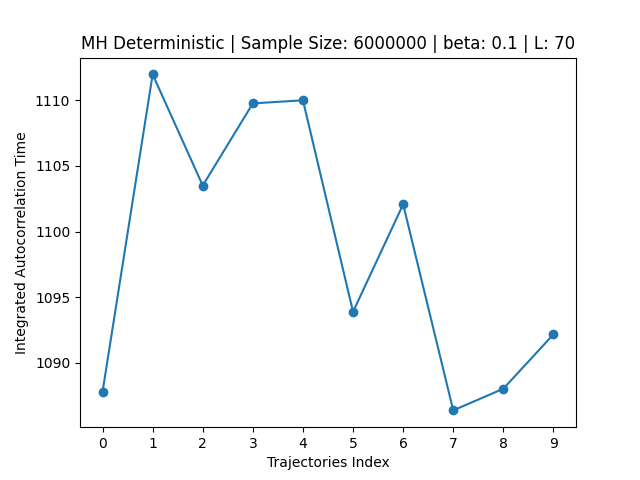 MH Deterministic | Sample Size: 6000000 | beta: 0.1 | L: 70
Integrated Autocorrelation Time
1110
1105
1100
1095
1090
0 1 2 3 4 5 6 7 8 9
Trajectories Index